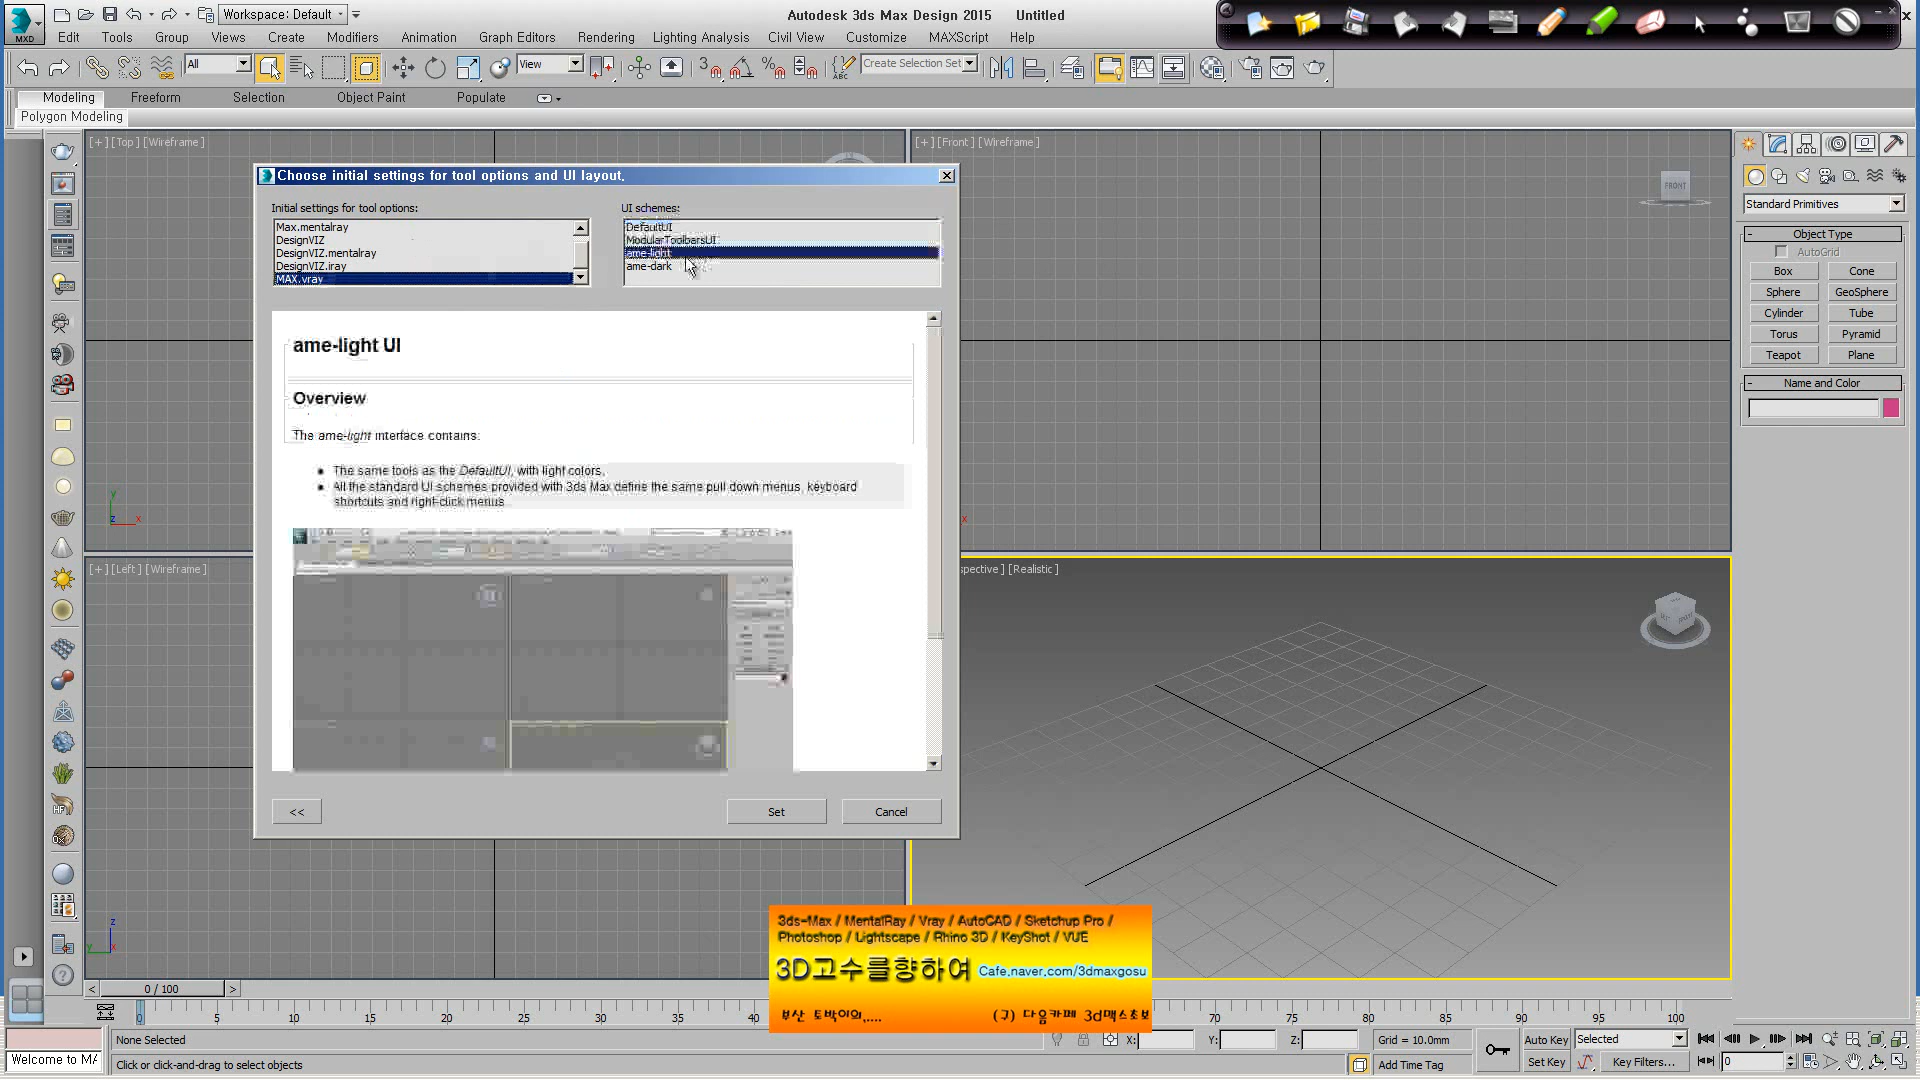 Workspace: Default
Autodesk 3ds Max Design 2015 Untitled
MXD
Edit Tools Group Views Create Modifiers Animation Graph Editors Rendering Lighting Analysis Civil View Customize MAXScript Help
All
View
3
ABC
Create Selection Set
Modeling Freeform Selection Object Paint Populate
Polygon Modeling
[+] [Top] [Wireframe]
[+] [Front] [Wireframe]
FRONT
Choose initial settings for tool options and UI layout.
Initial settings for tool options:
Max.mentalray
DesignVIZ
DesignVIZ.mentalray
DesignVIZ.iray
MAX.vray
UI schemes:
DefaultUI
ModularToolbarsUI
ame-light
ame-dark
ame-light UI
Overview
The ame-light interface contains:
The same tools as the DefaultUI, with light colors.
All the standard UI schemes provided with 3ds Max define the same pull down menus, keyboard
shortcuts and right-click menus
<< Set Cancel
Standard Primitives
- Object Type
AutoGrid
Box Cone
Sphere GeoSphere
Cylinder Tube
Torus Pyramid
Teapot Plane
- Name and Color
y
z x
x
[+] [Left] [Wireframe]
spective] [Realistic]
HF
z
y x
3ds-Max / MentalRay / Vray / AutoCAD / Sketchup Pro /
Photoshop / Lightscape / Rhino 3D / KeyShot / VUE
3D고수를향하여 Cafe.naver.com/3dmaxgosu
부산 토박이의,....
(구) 다음카페 3d맥스초보
< 0 / 100 >
0 5 10 15 20 25 30 35 40 70 75 80 85 90 95 100
None Selected
X: Y: Z: Grid = 10.0mm
Auto Key Selected
Welcome to MA
Click or click-and-drag to select objects
Add Time Tag
Set Key Key Filters...
0